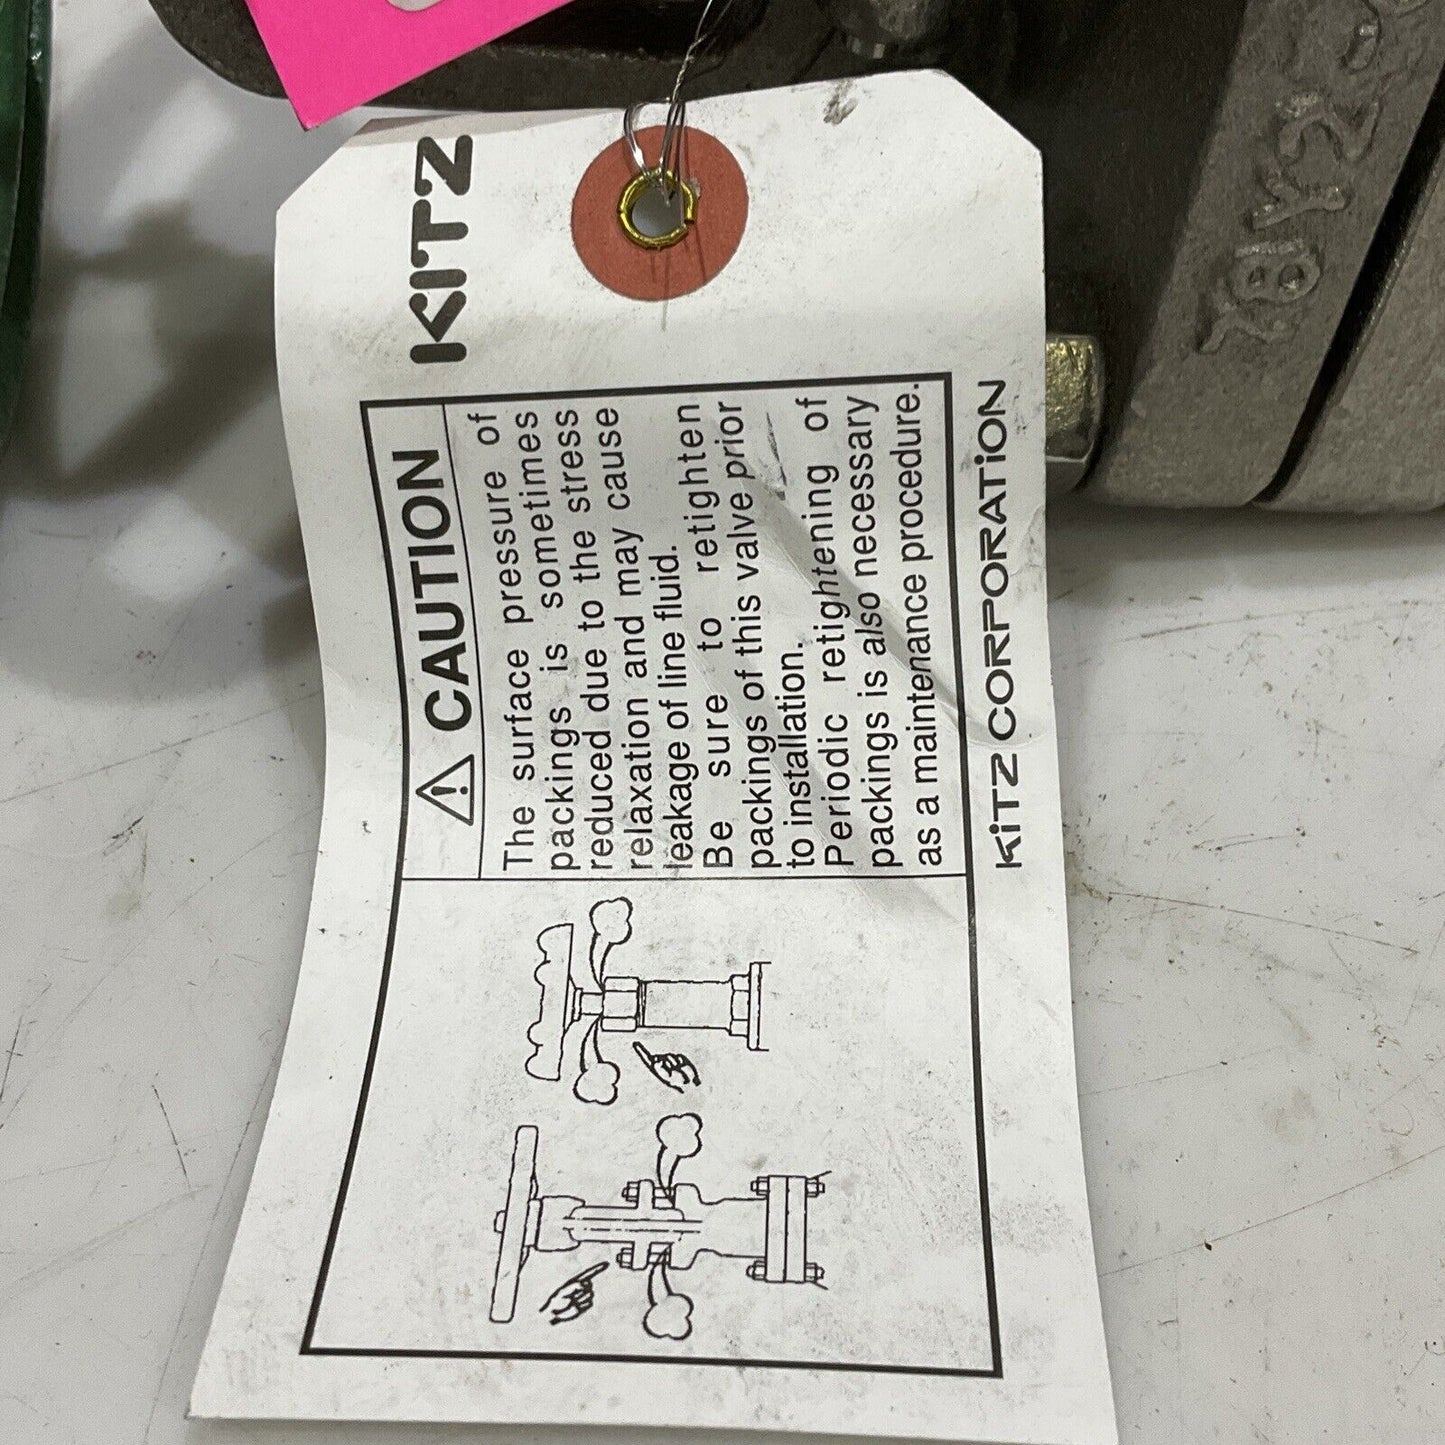 KITZ
CAUTION
The surface pressure of
packings is sometimes
reduced due to the stress
relaxation and may cause
leakage of line fluid.
Be sure to retighten
packings of this valve prior
to installation.
Periodic retightening of
packings is also necessary
as a maintenance procedure.
KITZ CORPORATION